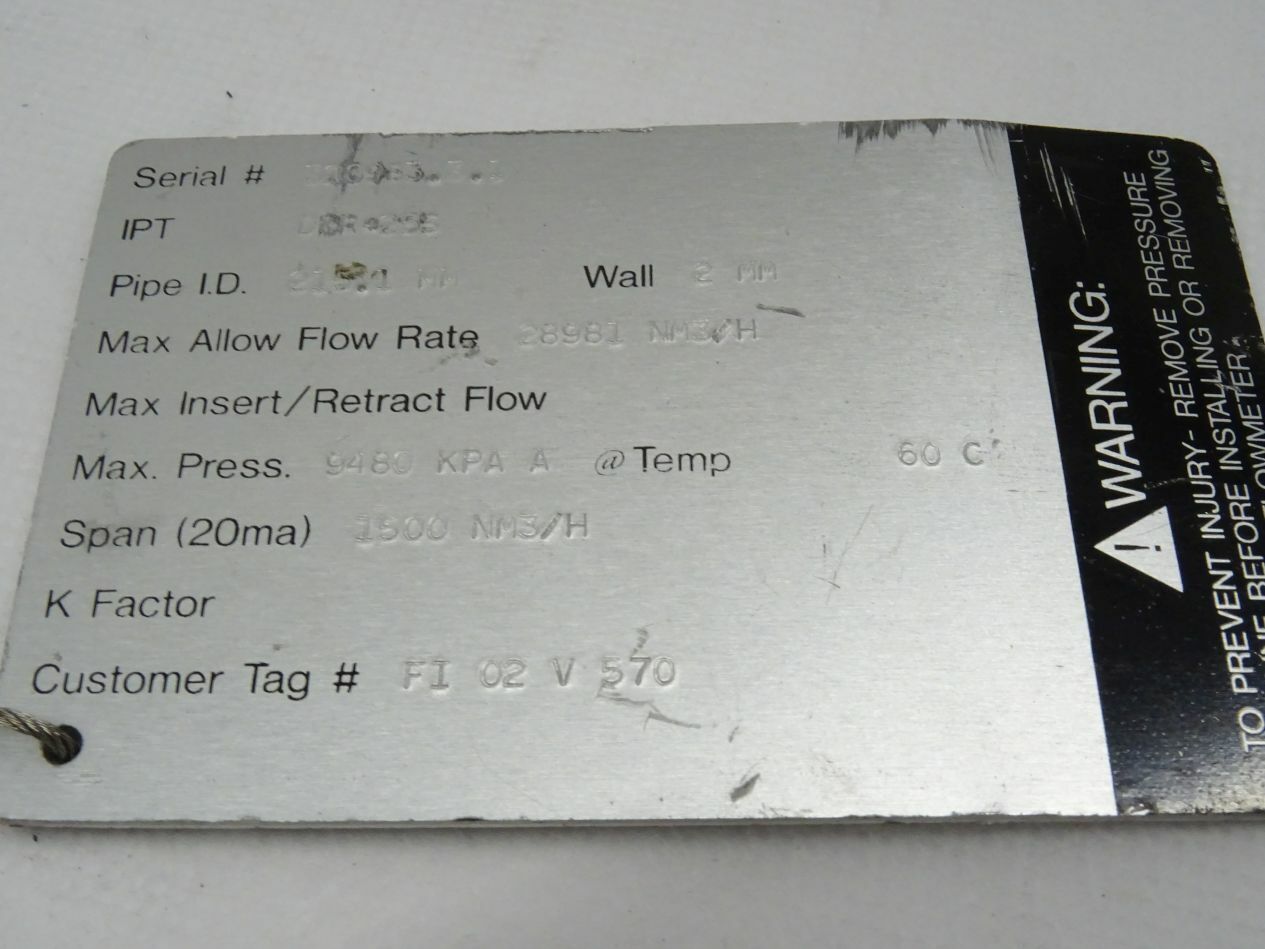 Serial #
IPT
Pipe I.D. MM Wall 2 MM
Max Allow Flow Rate 28981 NM3/H
Max Insert/Retract Flow
Max. Press. 9480 KPA A @Temp 60 C
Span (20ma) 1500 NM3/H
K Factor
Customer Tag # FI 02 V 570
WARNING:
TO PREVENT INJURY- REMOVE PRESSURE
BEFORE INSTALLING OR REMOVING
FLOWMETER.